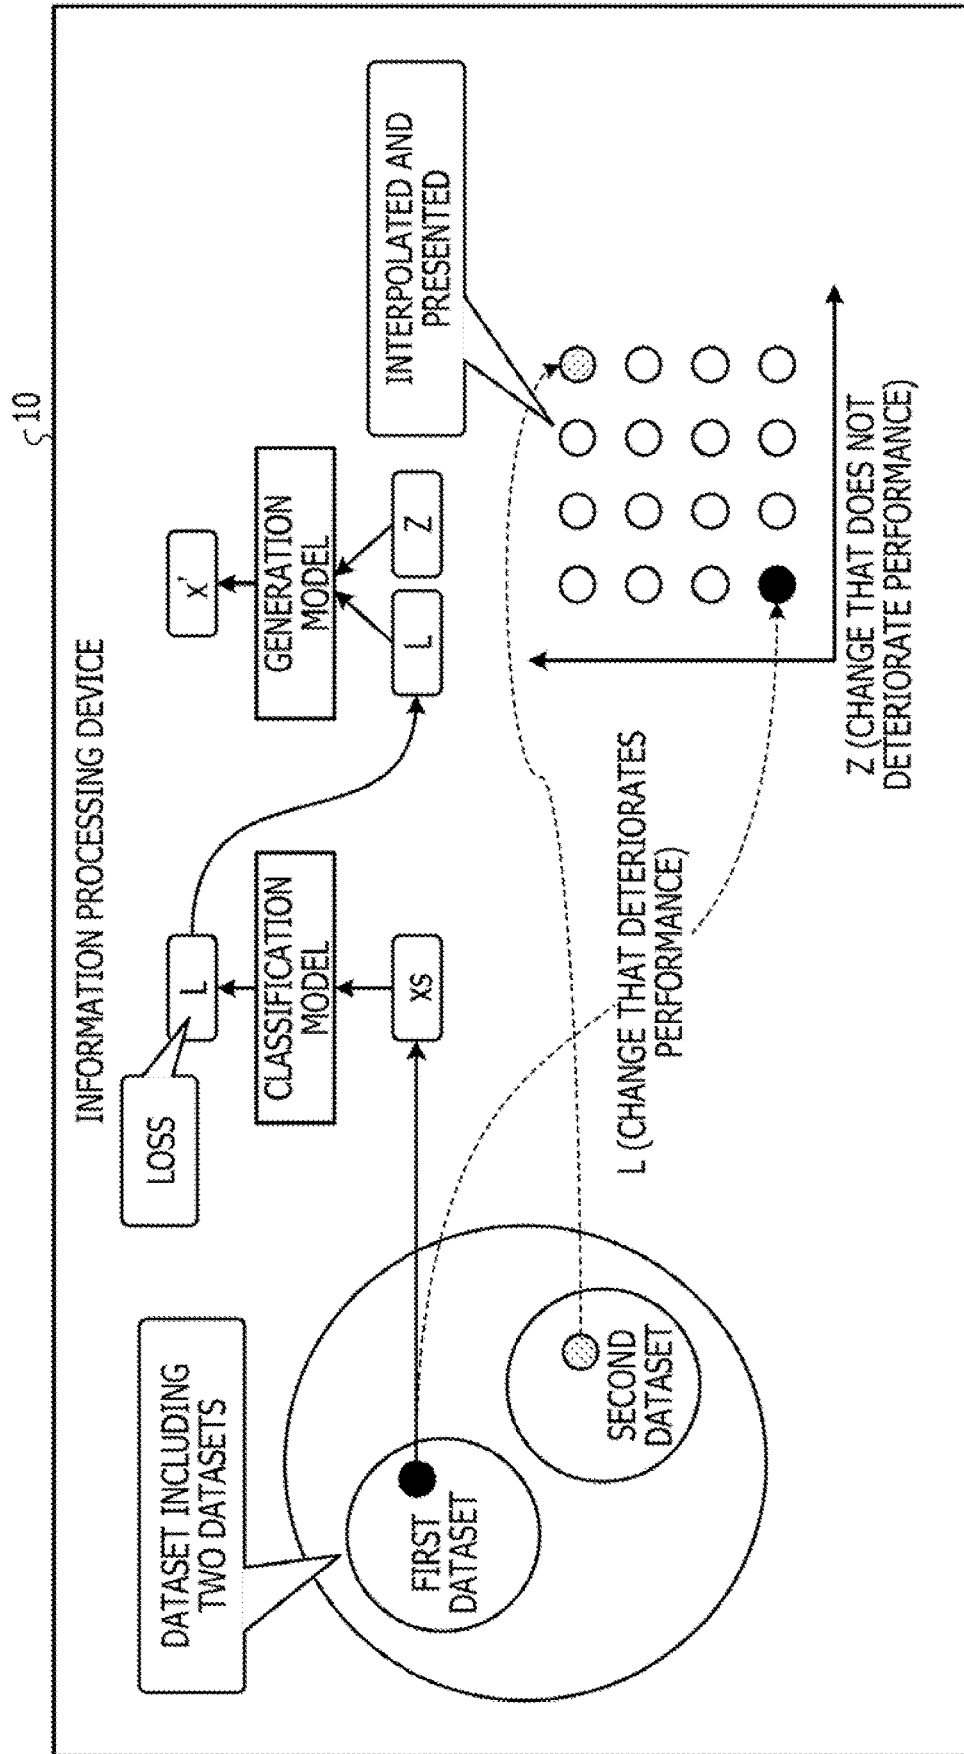 10
INFORMATION PROCESSING DEVICE
DATASET INCLUDING
TWO DATASETS
FIRST
DATASET
SECOND
DATASET
LOSS
L
CLASSIFICATION
MODEL
XS
X'
GENERATION
MODEL
L
Z
INTERPOLATED AND
PRESENTED
L (CHANGE THAT DETERIORATES
PERFORMANCE)
Z (CHANGE THAT DOES NOT
DETERIORATE PERFORMANCE)